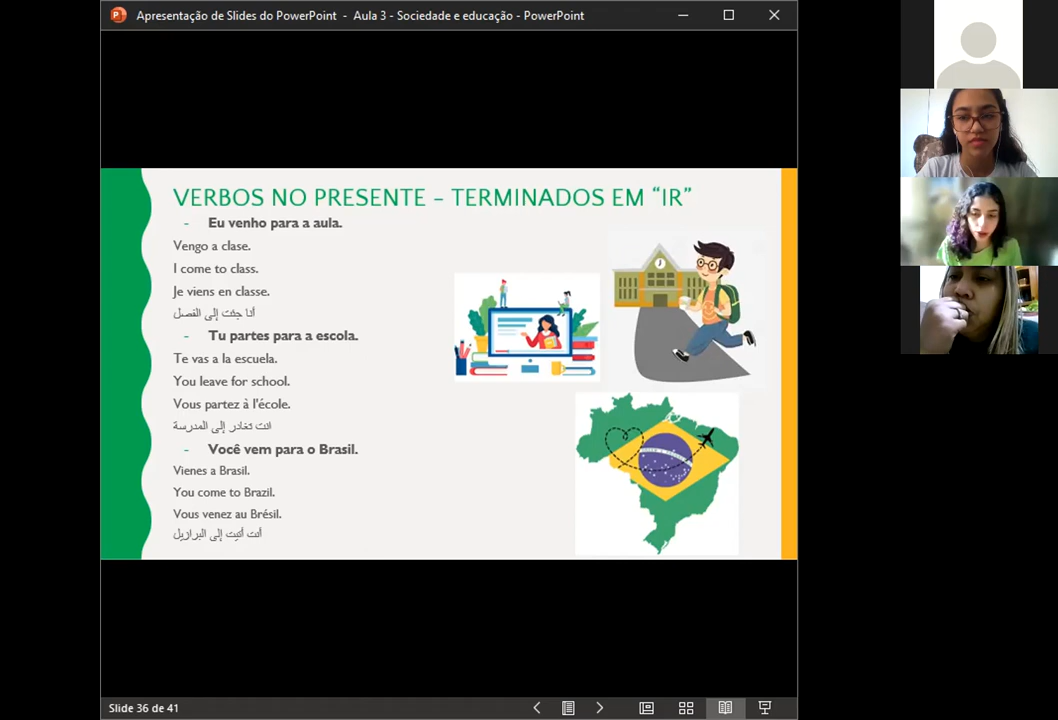 Apresentação de Slides do PowerPoint - Aula 3 - Sociedade e educação - PowerPoint
VERBOS NO PRESENTE – TERMINADOS EM “IR”
- Eu venho para a aula.
Vengo a clase.
I come to class.
Je viens en classe.
أنا جئت إلى الفصل
- Tu partes para a escola.
Te vas a la escuela.
You leave for school.
Vous partez à l’école.
انت تغادر إلى المدرسة
- Você vem para o Brasil.
Vienes a Brasil.
You come to Brazil.
Vous venez au Brésil.
أنت أتيت إلى البرازيل
Slide 36 de 41